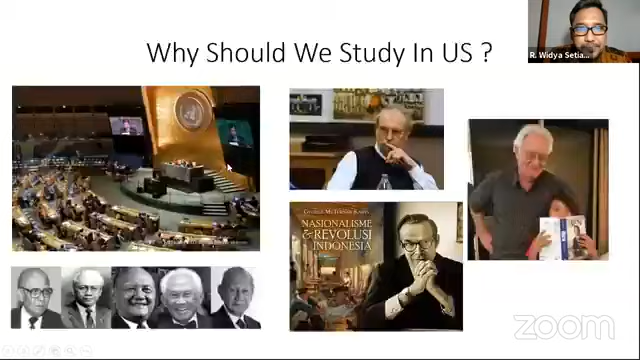 Why Should We Study In US ?
R. Widya Setia...
GEORGE MCTURNAN KAHIN
NASIONALISME
& REVOLUSI
INDONESIA
zoom